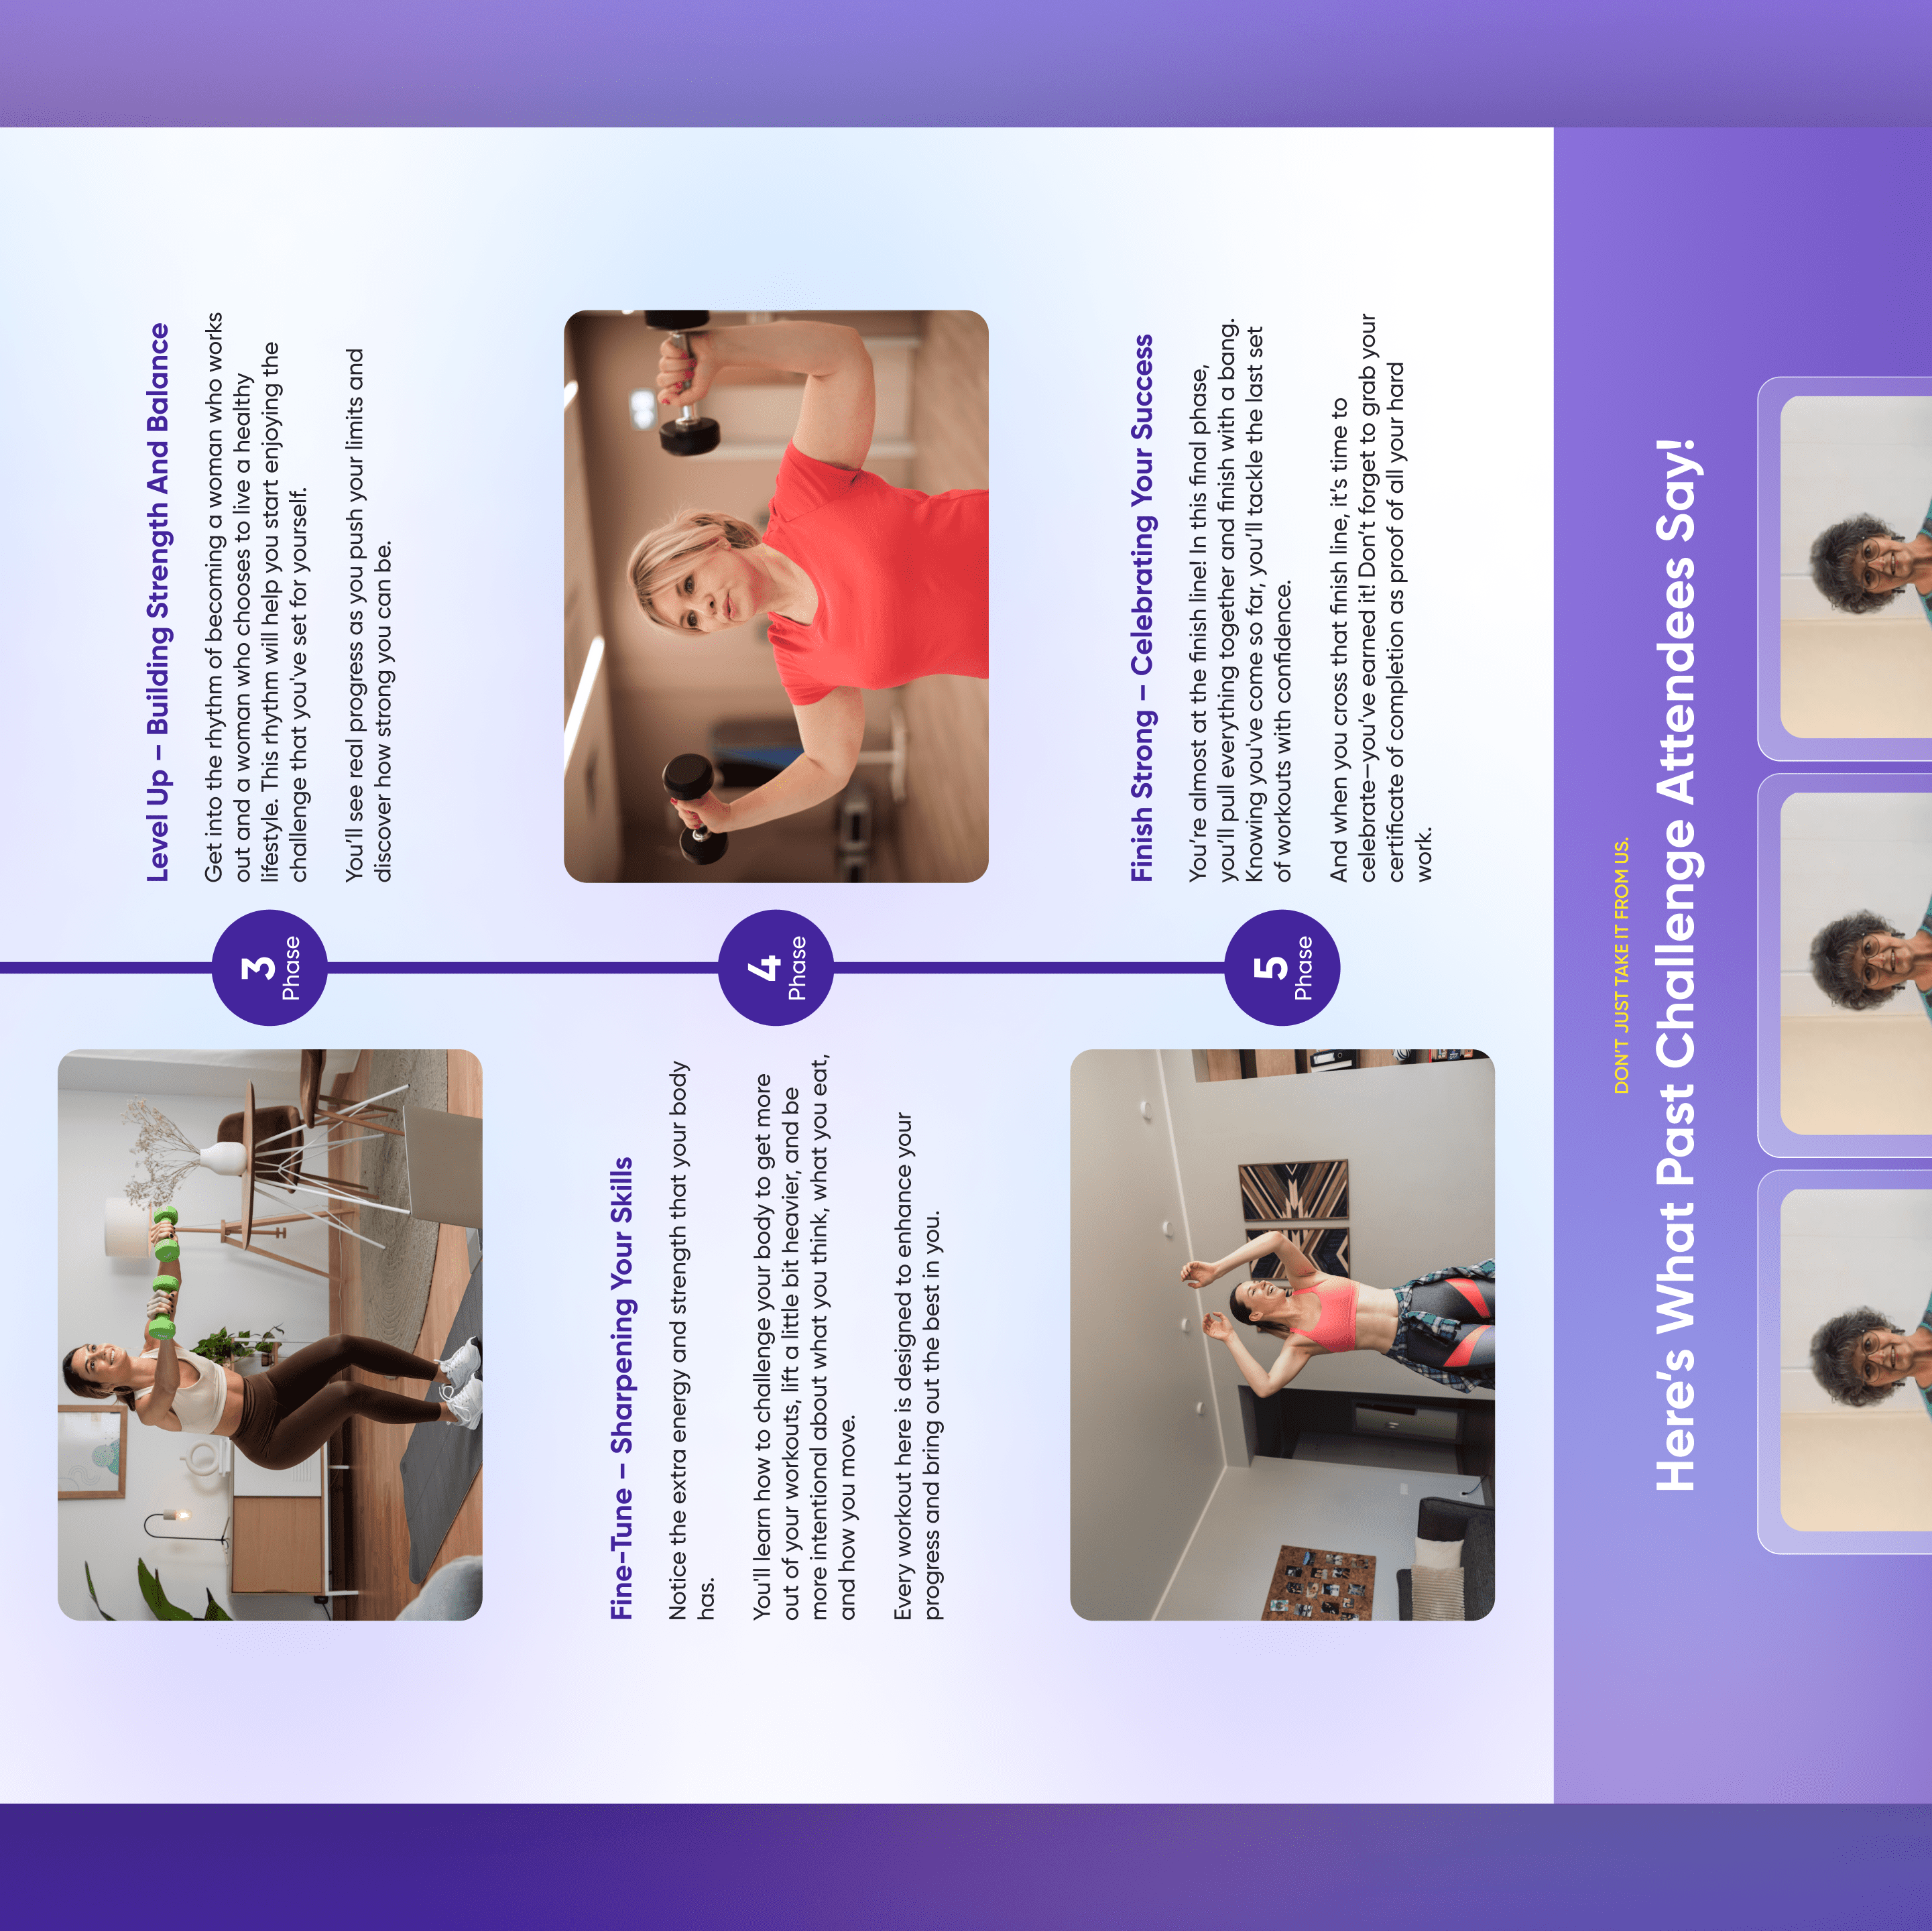 Level Up – Building Strength And Balance
Get into the rhythm of becoming a woman who works
out and a woman who chooses to live a healthy
lifestyle. This rhythm will help you start enjoying the
challenge that you've set for yourself.
You'll see real progress as you push your limits and
discover how strong you can be.
3
Phase
Fine-Tune – Sharpening Your Skills
Notice the extra energy and strength that your body
has.
You'll learn how to challenge your body to get more
out of your workouts, lift a little bit heavier, and be
more intentional about what you think, what you eat,
and how you move.
Every workout here is designed to enhance your
progress and bring out the best in you.
4
Phase
Finish Strong – Celebrating Your Success
You're almost at the finish line! In this final phase,
you'll pull everything together and finish with a bang.
Knowing you've come so far, you'll tackle the last set
of workouts with confidence.
And when you cross that finish line, it's time to
celebrate—you've earned it! Don't forget to grab your
certificate of completion as proof of all your hard
work.
5
Phase
DON'T JUST TAKE IT FROM US.
Here's What Past Challenge Attendees Say!